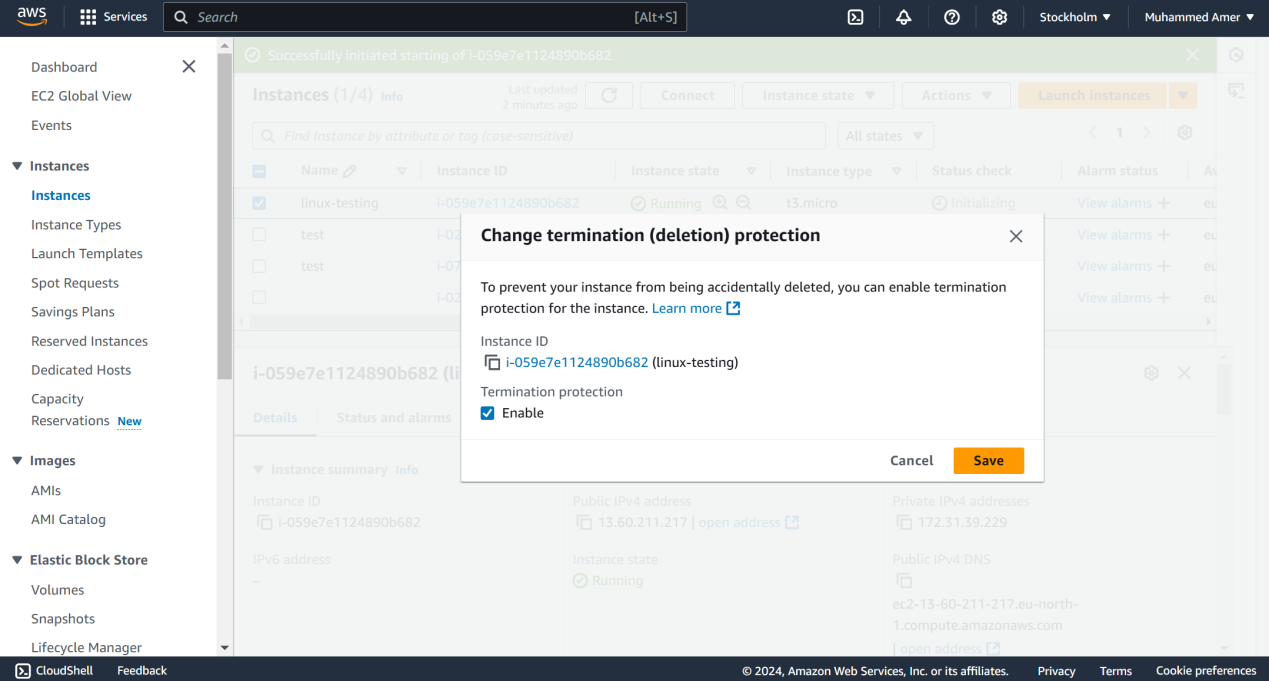 aws
Services
Search [Alt+S]
Stockholm
Muhammed Amer
Dashboard
EC2 Global View
Events
Instances
Instances
Instance Types
Launch Templates
Spot Requests
Savings Plans
Reserved Instances
Dedicated Hosts
Capacity
Reservations New
Images
AMIs
AMI Catalog
Elastic Block Store
Volumes
Snapshots
Lifecycle Manager
Successfully initiated starting of i-059e7e1124890b682
Instances (1/4) Info
Last updated
2 minutes ago
Connect
Instance state
Actions
Launch instances
Find Instance by attribute or tag (case-sensitive)
All states
1
Name Instance ID Instance state Instance type Status check Alarm status
linux-testing i-059e7e1124890b682 Running t3.micro Initializing View alarms
test View alarms
test View alarms
View alarms
Change termination (deletion) protection
To prevent your instance from being accidentally deleted, you can enable termination
protection for the instance. Learn more
Instance ID
i-059e7e1124890b682 (linux-testing)
Termination protection
Enable
Cancel
Save
i-059e7e1124890b682 (li
Details
Status and alarms
Instance summary Info
Instance ID
i-059e7e1124890b682
Public IPv4 address
13.60.211.217 | open address
Private IPv4 addresses
172.31.39.229
IPv6 address
–
Instance state
Running
Public IPv4 DNS
ec2-13-60-211-217.eu-north-
1.compute.amazonaws.com
| open address
CloudShell
Feedback
© 2024, Amazon Web Services, Inc. or its affiliates.
Privacy
Terms
Cookie preferences